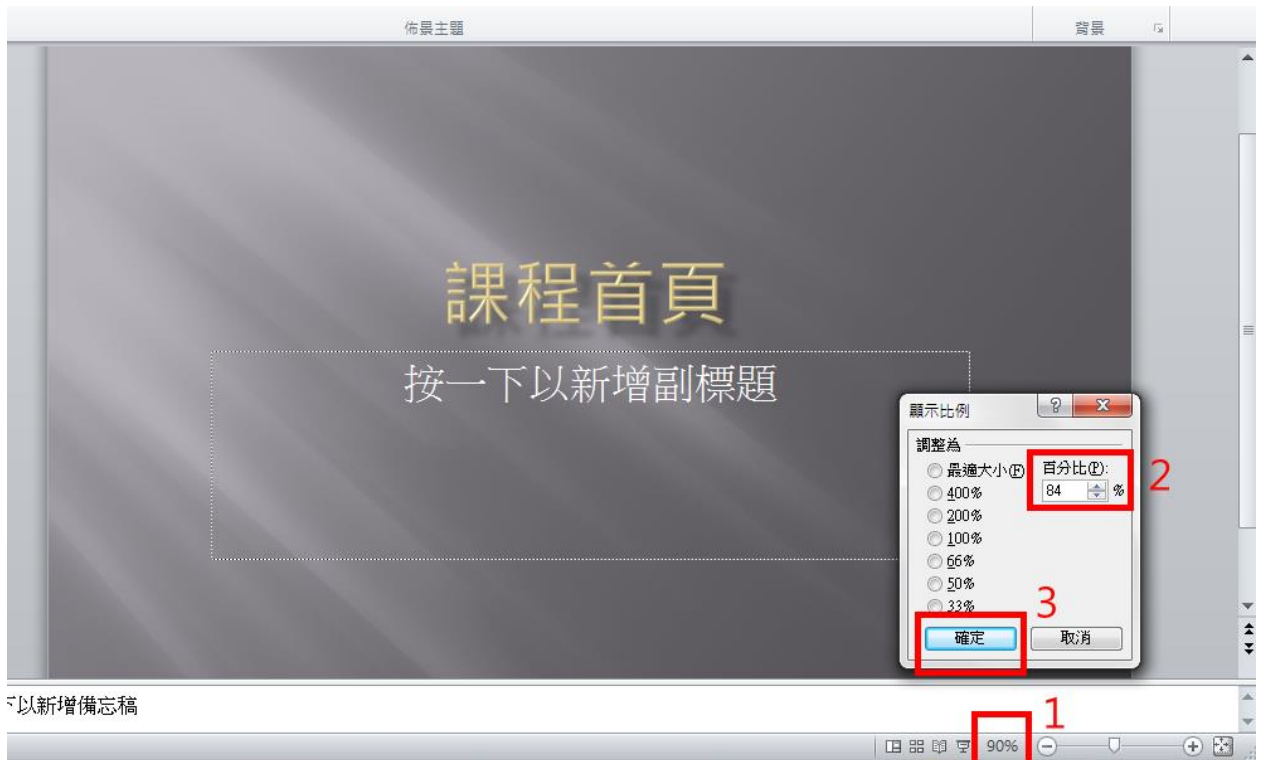 佈景主題
背景
課程首頁
按一下以新增副標題
顯示比例
調整為
最適大小(F)
百分比(P):
84 %
2
400%
200%
100%
66%
50%
33%
3
確定
取消
下以新增備忘稿
1
90%